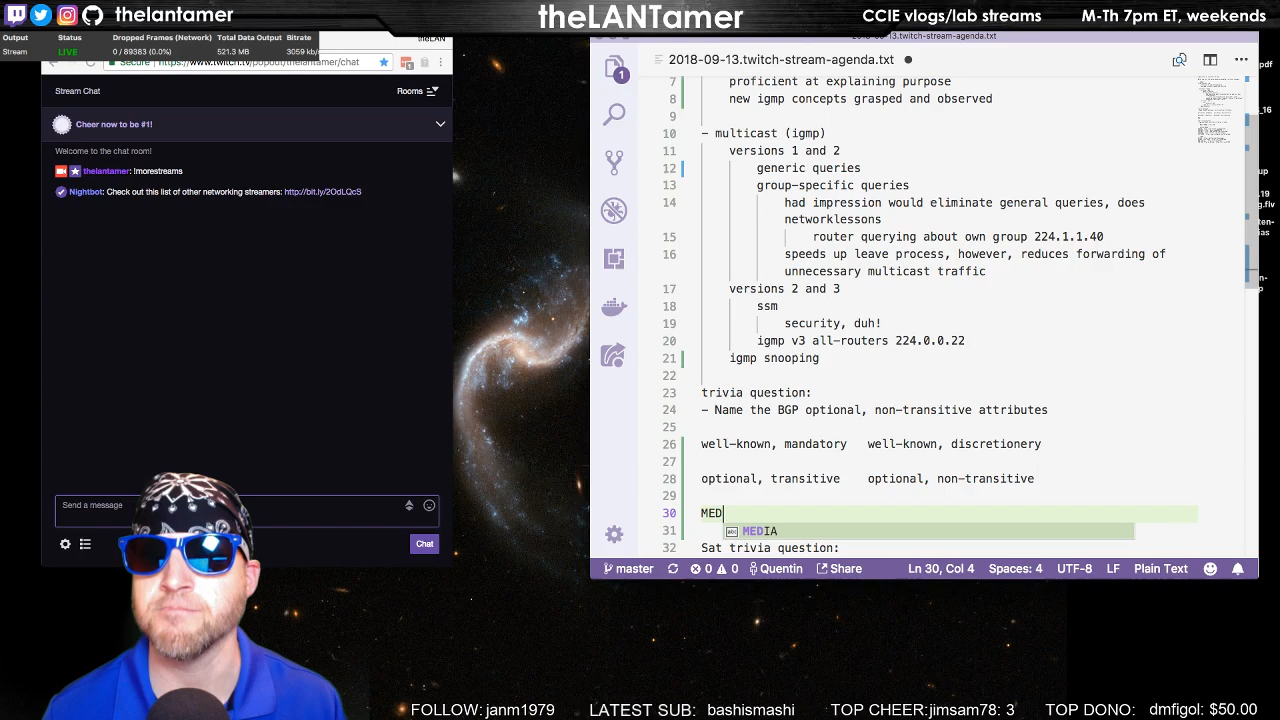 thelantamer
theLANTamer
CCIE vlogs/lab streams
M-Th 7pm ET, weekends
Output Status Dropped Frames (Network) Total Data Output Bitrate
Stream LIVE 0 / 89383 (0.0%) 521.3 MB 3059 kb/s
theLAN
Secure https://www.twitch.tv/popout/thelantamer/chat
1
Stream Chat
Rooms
Cheer now to be #1!
Welcome to the chat room!
thelantamer: !morestreams
Nightbot: Check out this list of other networking streamers: http://bit.ly/2OdLQcS
Send a message
Chat
2018-09-13.twitch-stream-agenda.txt
1
2018-09-13.twitch-stream-agenda.txt
7 proficient at explaining purpose
8 new igmp concepts grasped and observed
9
10 - multicast (igmp)
11 versions 1 and 2
12 generic queries
13 group-specific queries
14 had impression would eliminate general queries, does
networklessons
15 router querying about own group 224.1.1.40
16 speeds up leave process, however, reduces forwarding of
unnecessary multicast traffic
17 versions 2 and 3
18 ssm
19 security, duh!
20 igmp v3 all-routers 224.0.0.22
21 igmp snooping
22
23 trivia question:
24 - Name the BGP optional, non-transitive attributes
25
26 well-known, mandatory well-known, discretionery
27
28 optional, transitive optional, non-transitive
29
30 MED
31 abc MEDIA
32 Sat trivia question:
master 0 0 Quentin Share Ln 30, Col 4 Spaces: 4 UTF-8 LF Plain Text
FOLLOW: janm1979
LATEST SUB: bashismashi
TOP CHEER:jimsam78: 3
TOP DONO: dmfigol: $50.00